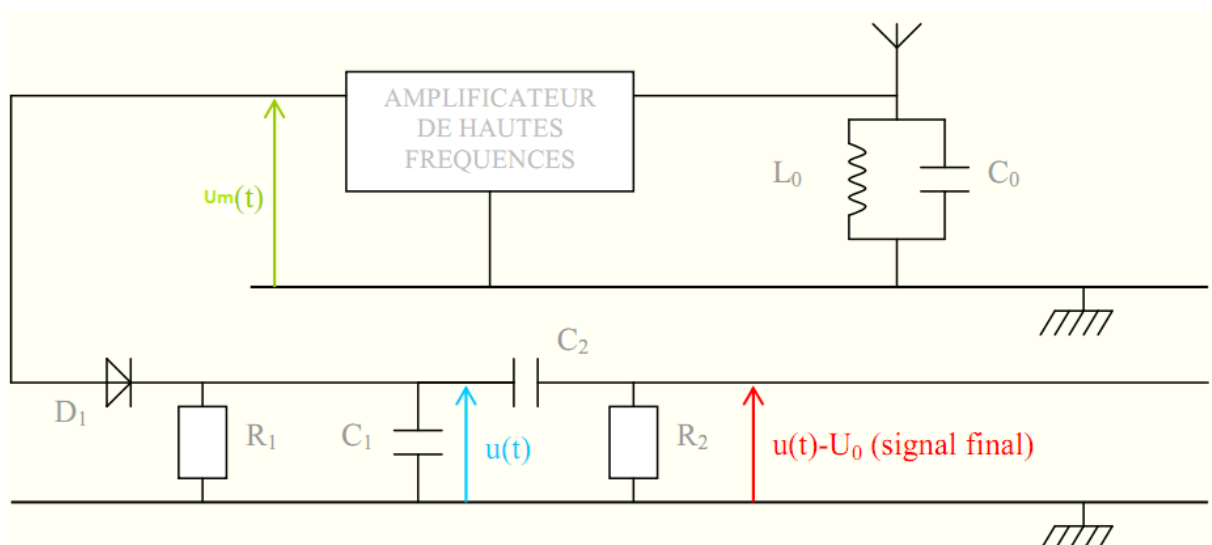 AMPLIFICATEUR
DE HAUTES
FREQUENCES
L₀
C₀
Um(t)
C₂
D₁
R₁
C₁
u(t)
R₂
u(t)-U₀ (signal final)